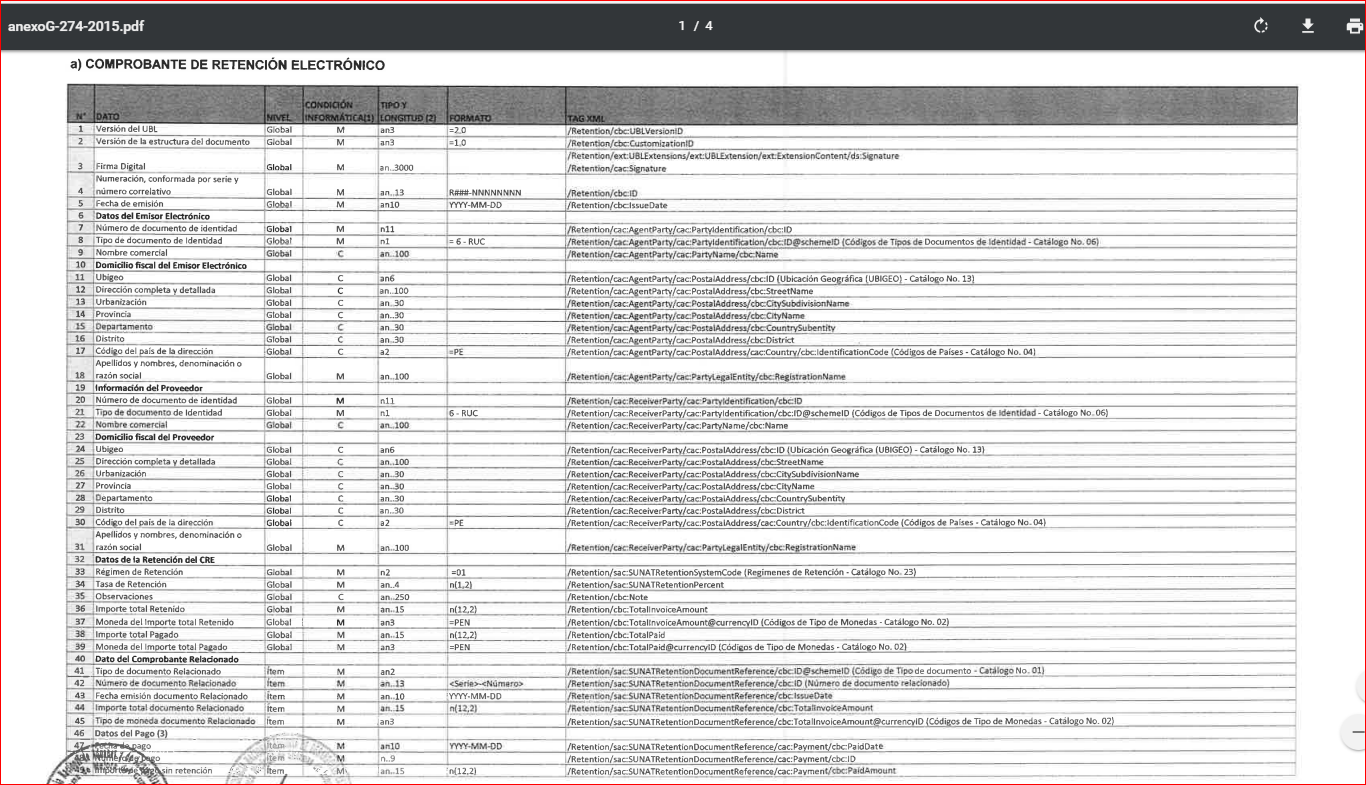 anexoG-274-2015.pdf
1 / 4
a) COMPROBANTE DE RETENCIÓN ELECTRÓNICO
N° DATO NIVEL CONDICIÓN INFORMÁTICA(1) TIPO Y LONGITUD (2) FORMATO TAG XML
1 Versión del UBL Global M an3 =2.0 /Retention/cbc:UBLVersionID
2 Versión de la estructura del documento Global M an3 =1.0 /Retention/cbc:CustomizationID
/Retention/ext:UBLExtensions/ext:UBLExtension/ext:ExtensionContent/ds:Signature
3 Firma Digital Global M an..3000 /Retention/cac:Signature
Numeración, conformada por serie y
4 número correlativo Global M an..13 R###-NNNNNNNN /Retention/cbc:ID
5 Fecha de emisión Global M an10 YYYY-MM-DD /Retention/cbc:IssueDate
6 Datos del Emisor Electrónico
7 Número de documento de identidad Global M n11 /Retention/cac:AgentParty/cac:PartyIdentification/cbc:ID
8 Tipo de documento de Identidad Global M n1 = 6 - RUC /Retention/cac:AgentParty/cac:PartyIdentification/cbc:ID@schemeID (Códigos de Tipos de Documentos de Identidad - Catálogo No. 06)
9 Nombre comercial Global C an..100 /Retention/cac:AgentParty/cac:PartyName/cbc:Name
10 Domicilio fiscal del Emisor Electrónico
11 Ubigeo Global C an6 /Retention/cac:AgentParty/cac:PostalAddress/cbc:ID (Ubicación Geográfica (UBIGEO) - Catálogo No. 13)
12 Dirección completa y detallada Global C an..100 /Retention/cac:AgentParty/cac:PostalAddress/cbc:StreetName
13 Urbanización Global C an..30 /Retention/cac:AgentParty/cac:PostalAddress/cbc:CitySubdivisionName
14 Provincia Global C an..30 /Retention/cac:AgentParty/cac:PostalAddress/cbc:CityName
15 Departamento Global C an..30 /Retention/cac:AgentParty/cac:PostalAddress/cbc:CountrySubentity
16 Distrito Global C an..30 /Retention/cac:AgentParty/cac:PostalAddress/cbc:District
17 Código del país de la dirección Global C a2 =PE /Retention/cac:AgentParty/cac:PostalAddress/cac:Country/cbc:IdentificationCode (Códigos de Países - Catálogo No. 04)
Apellidos y nombres, denominación o
18 razón social Global M an..100 /Retention/cac:AgentParty/cac:PartyLegalEntity/cbc:RegistrationName
19 Información del Proveedor
20 Número de documento de identidad Global M n11 /Retention/cac:ReceiverParty/cac:PartyIdentification/cbc:ID
21 Tipo de documento de Identidad Global M n1 6 - RUC /Retention/cac:ReceiverParty/cac:PartyIdentification/cbc:ID@schemeID (Códigos de Tipos de Documentos de Identidad - Catálogo No. 06)
22 Nombre comercial Global C an..100 /Retention/cac:ReceiverParty/cac:PartyName/cbc:Name
23 Domicilio fiscal del Proveedor
24 Ubigeo Global C an6 /Retention/cac:ReceiverParty/cac:PostalAddress/cbc:ID (Ubicación Geográfica (UBIGEO) - Catálogo No. 13)
25 Dirección completa y detallada Global C an..100 /Retention/cac:ReceiverParty/cac:PostalAddress/cbc:StreetName
26 Urbanización Global C an..30 /Retention/cac:ReceiverParty/cac:PostalAddress/cbc:CitySubdivisionName
27 Provincia Global C an..30 /Retention/cac:ReceiverParty/cac:PostalAddress/cbc:CityName
28 Departamento Global C an..30 /Retention/cac:ReceiverParty/cac:PostalAddress/cbc:CountrySubentity
29 Distrito Global C an..30 /Retention/cac:ReceiverParty/cac:PostalAddress/cbc:District
30 Código del país de la dirección Global C a2 =PE /Retention/cac:ReceiverParty/cac:PostalAddress/cac:Country/cbc:IdentificationCode (Códigos de Países - Catálogo No. 04)
Apellidos y nombres, denominación o
31 razón social Global M an..100 /Retention/cac:ReceiverParty/cac:PartyLegalEntity/cbc:RegistrationName
32 Datos de la Retención del CRE
33 Régimen de Retención Global M n2 =01 /Retention/sac:SUNATRetentionSystemCode (Regímenes de Retención - Catálogo No. 23)
34 Tasa de Retención Global M an..4 n(1,2) /Retention/sac:SUNATRetentionPercent
35 Observaciones Global C an..250 /Retention/cbc:Note
36 Importe total Retenido Global M an..15 n(12,2) /Retention/cbc:TotalInvoiceAmount
37 Moneda del Importe total Retenido Global M an3 =PEN /Retention/cbc:TotalInvoiceAmount@currencyID (Códigos de Tipo de Monedas - Catálogo No. 02)
38 Importe total Pagado Global M an..15 n(12,2) /Retention/cbc:TotalPaid
39 Moneda del Importe total Pagado Global M an3 =PEN /Retention/cbc:TotalPaid@currencyID (Códigos de Tipo de Monedas - Catálogo No. 02)
40 Dato del Comprobante Relacionado
41 Tipo de documento Relacionado Ítem M an2 /Retention/sac:SUNATRetentionDocumentReference/cbc:ID@schemeID (Código de Tipo de documento - Catálogo No. 01)
42 Número de documento Relacionado Ítem M an..13 <Serie>-<Número> /Retention/sac:SUNATRetentionDocumentReference/cbc:ID (Número de documento relacionado)
43 Fecha emisión documento Relacionado Ítem M an..10 YYYY-MM-DD /Retention/sac:SUNATRetentionDocumentReference/cbc:IssueDate
44 Importe total documento Relacionado Ítem M an..15 n(12,2) /Retention/sac:SUNATRetentionDocumentReference/cbc:TotalInvoiceAmount
45 Tipo de moneda documento Relacionado Ítem M an3 /Retention/sac:SUNATRetentionDocumentReference/cbc:TotalInvoiceAmount@currencyID (Códigos de Tipo de Monedas - Catálogo No. 02)
46 Datos del Pago (3)
47 Fecha de pago Ítem M an10 YYYY-MM-DD /Retention/sac:SUNATRetentionDocumentReference/cac:Payment/cbc:PaidDate
Número de pago Ítem M n..9 /Retention/sac:SUNATRetentionDocumentReference/cac:Payment/cbc:ID
Importe de pago sin retención Ítem M an..15 n(12,2) /Retention/sac:SUNATRetentionDocumentReference/cac:Payment/cbc:PaidAmount